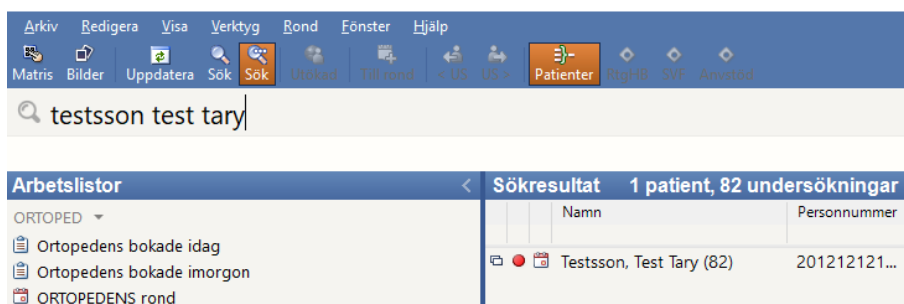 Arkiv Redigera Visa Verktyg Rond Fönster Hjälp
Matris Bilder Uppdatera Sök Sök Utökad Till rond < US US > Patienter RtgHB SVF Anvstöd
testsson test tary
Arbetslistor < Sökresultat 1 patient, 82 undersökningar
ORTOPED Namn Personnummer
Ortopedens bokade idag
Testsson, Test Tary (82) 201212121...
Ortopedens bokade imorgon
ORTOPEDENS rond